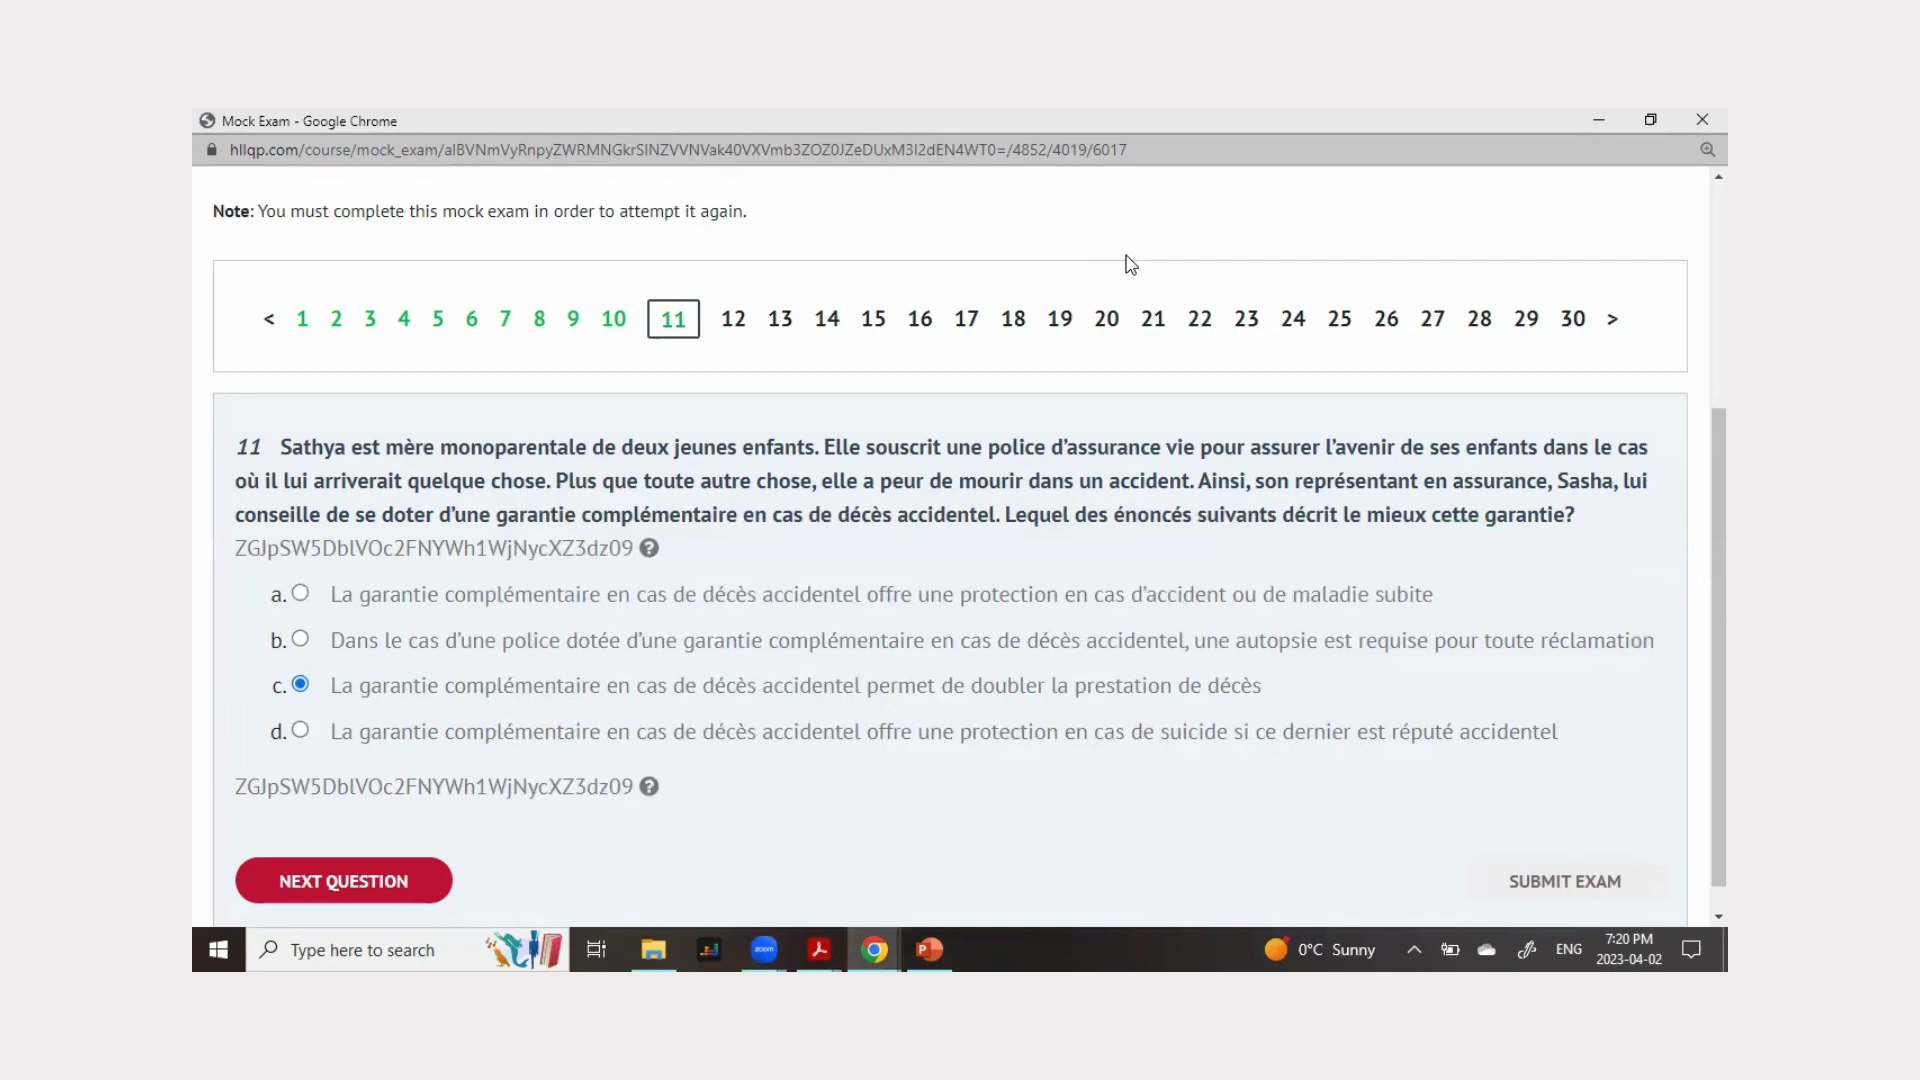 Mock Exam - Google Chrome
hllqp.com/course/mock_exam/alBVNmVyRnpyZWRMNGkrSlNZVVNVak40VXVmb3ZOZ0JZeDUxM3I2dEN4WT0=/4852/4019/6017
Note: You must complete this mock exam in order to attempt it again.
< 1 2 3 4 5 6 7 8 9 10 11 12 13 14 15 16 17 18 19 20 21 22 23 24 25 26 27 28 29 30 >
11 Sathya est mère monoparentale de deux jeunes enfants. Elle souscrit une police d'assurance vie pour assurer l'avenir de ses enfants dans le cas
où il lui arriverait quelque chose. Plus que toute autre chose, elle a peur de mourir dans un accident. Ainsi, son représentant en assurance, Sasha, lui
conseille de se doter d'une garantie complémentaire en cas de décès accidentel. Lequel des énoncés suivants décrit le mieux cette garantie?
ZGJpSW5DblVOc2FNYWh1WjNycXZ3dz09 ?
a. La garantie complémentaire en cas de décès accidentel offre une protection en cas d'accident ou de maladie subite
b. Dans le cas d'une police dotée d'une garantie complémentaire en cas de décès accidentel, une autopsie est requise pour toute réclamation
c. La garantie complémentaire en cas de décès accidentel permet de doubler la prestation de décès
d. La garantie complémentaire en cas de décès accidentel offre une protection en cas de suicide si ce dernier est réputé accidentel
ZGJpSW5DblVOc2FNYWh1WjNycXZ3dz09 ?
NEXT QUESTION
SUBMIT EXAM
Type here to search
zoom
0°C Sunny
ENG
7:20 PM
2023-04-02